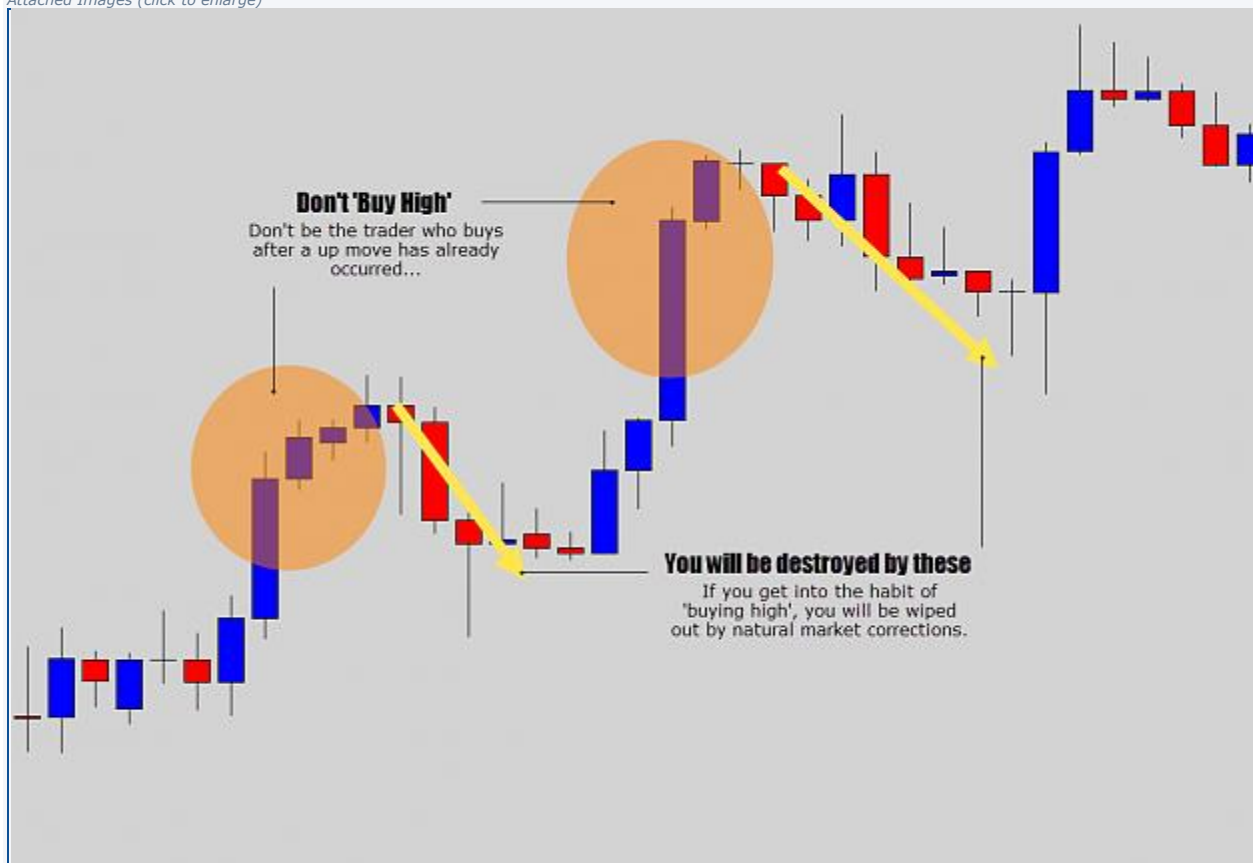 Attached Images (click to enlarge)
Don't 'Buy High'
Don't be the trader who buys
after a up move has already
occurred...
You will be destroyed by these
If you get into the habit of
'buying high', you will be wiped
out by natural market corrections.